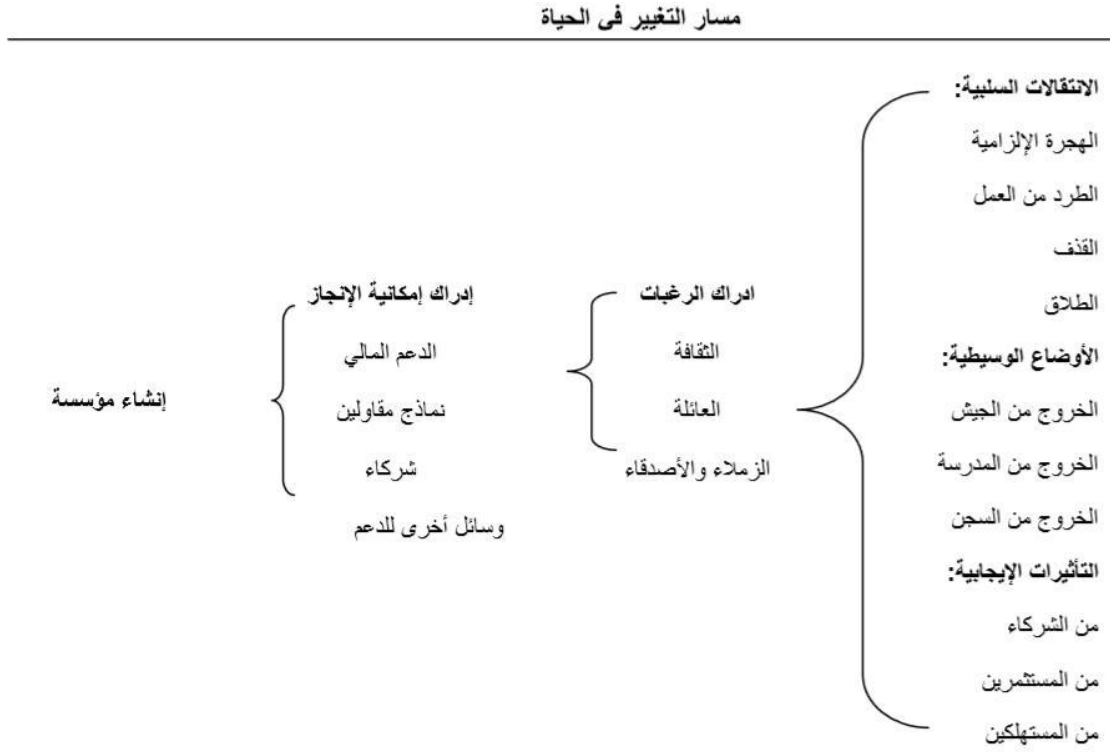 مسار التغيير فى الحياة
الانتقالات السلبية:
الهجرة الإلزامية
الطرد من العمل
القذف
الطلاق
الأوضاع الوسيطية:
الخروج من الجيش
الخروج من المدرسة
الخروج من السجن
التأثيرات الإيجابية:
من الشركاء
من المستثمرين
من المستهلكين
ادراك الرغبات
الثقافة
العائلة
الزملاء والأصدقاء
إدراك إمكانية الإنجاز
الدعم المالي
نماذج مقاولين
شركاء
وسائل أخرى للدعم
إنشاء مؤسسة